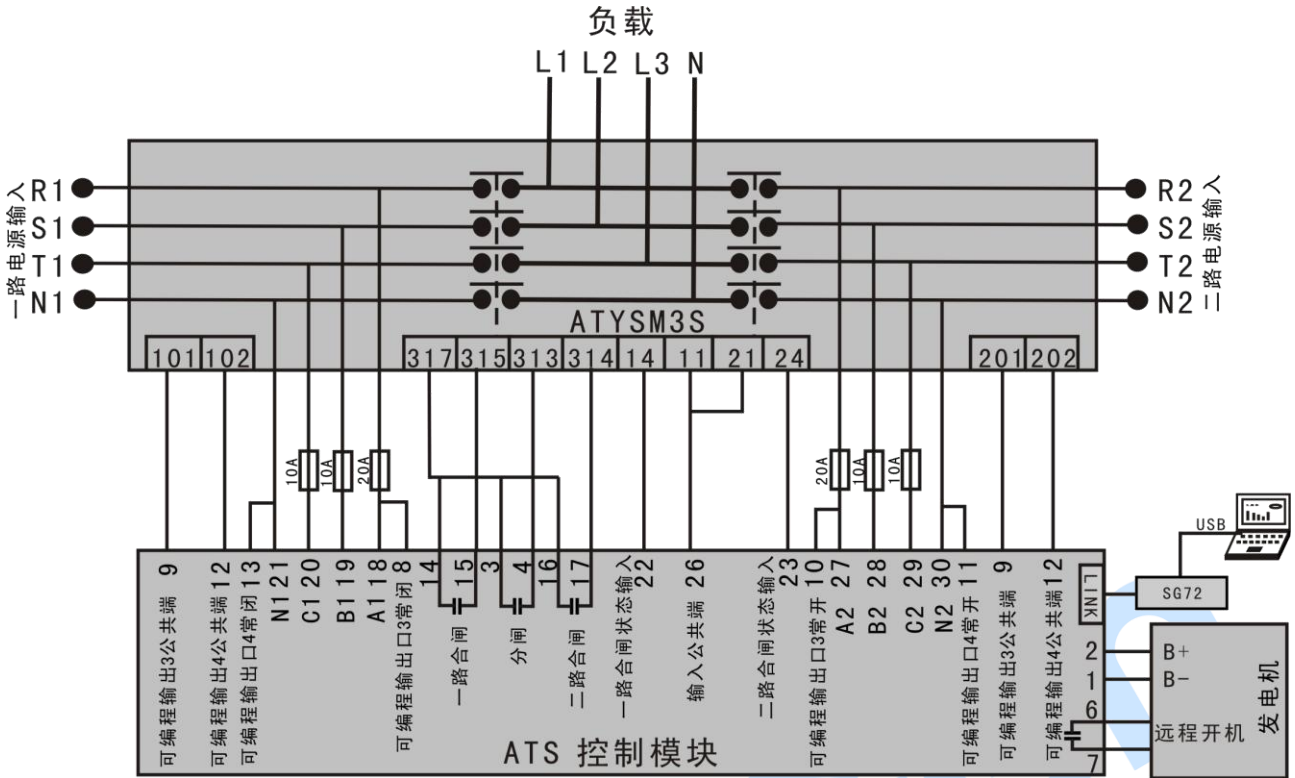 负载
L1 L2 L3 N
一路电源输入
R1
S1
T1
N1
R2
S2
T2
N2
二路电源输入
ATYSM3S
101 102
317 315 313 314 14 11 21 24
201 202
10A 10A 20A
20A 10A 10A
USB
SG72
LINK
9 可编程输出3公共端
12 可编程输出4公共端
13 可编程输出口4常闭
N1 21
C1 20
B1 19
A1 18
8 可编程输出口3常闭
14
15
一路合闸
3
4
分闸
16
17
二路合闸
22 一路合闸状态输入
26 输入公共端
23 二路合闸状态输入
10 可编程输出口3常开
A2 27
B2 28
C2 29
N2 30
11 可编程输出口4常开
9 可编程输出3公共端
12 可编程输出4公共端
2
1
6
7
B+
B-
远程开机
发电机
ATS 控制模块